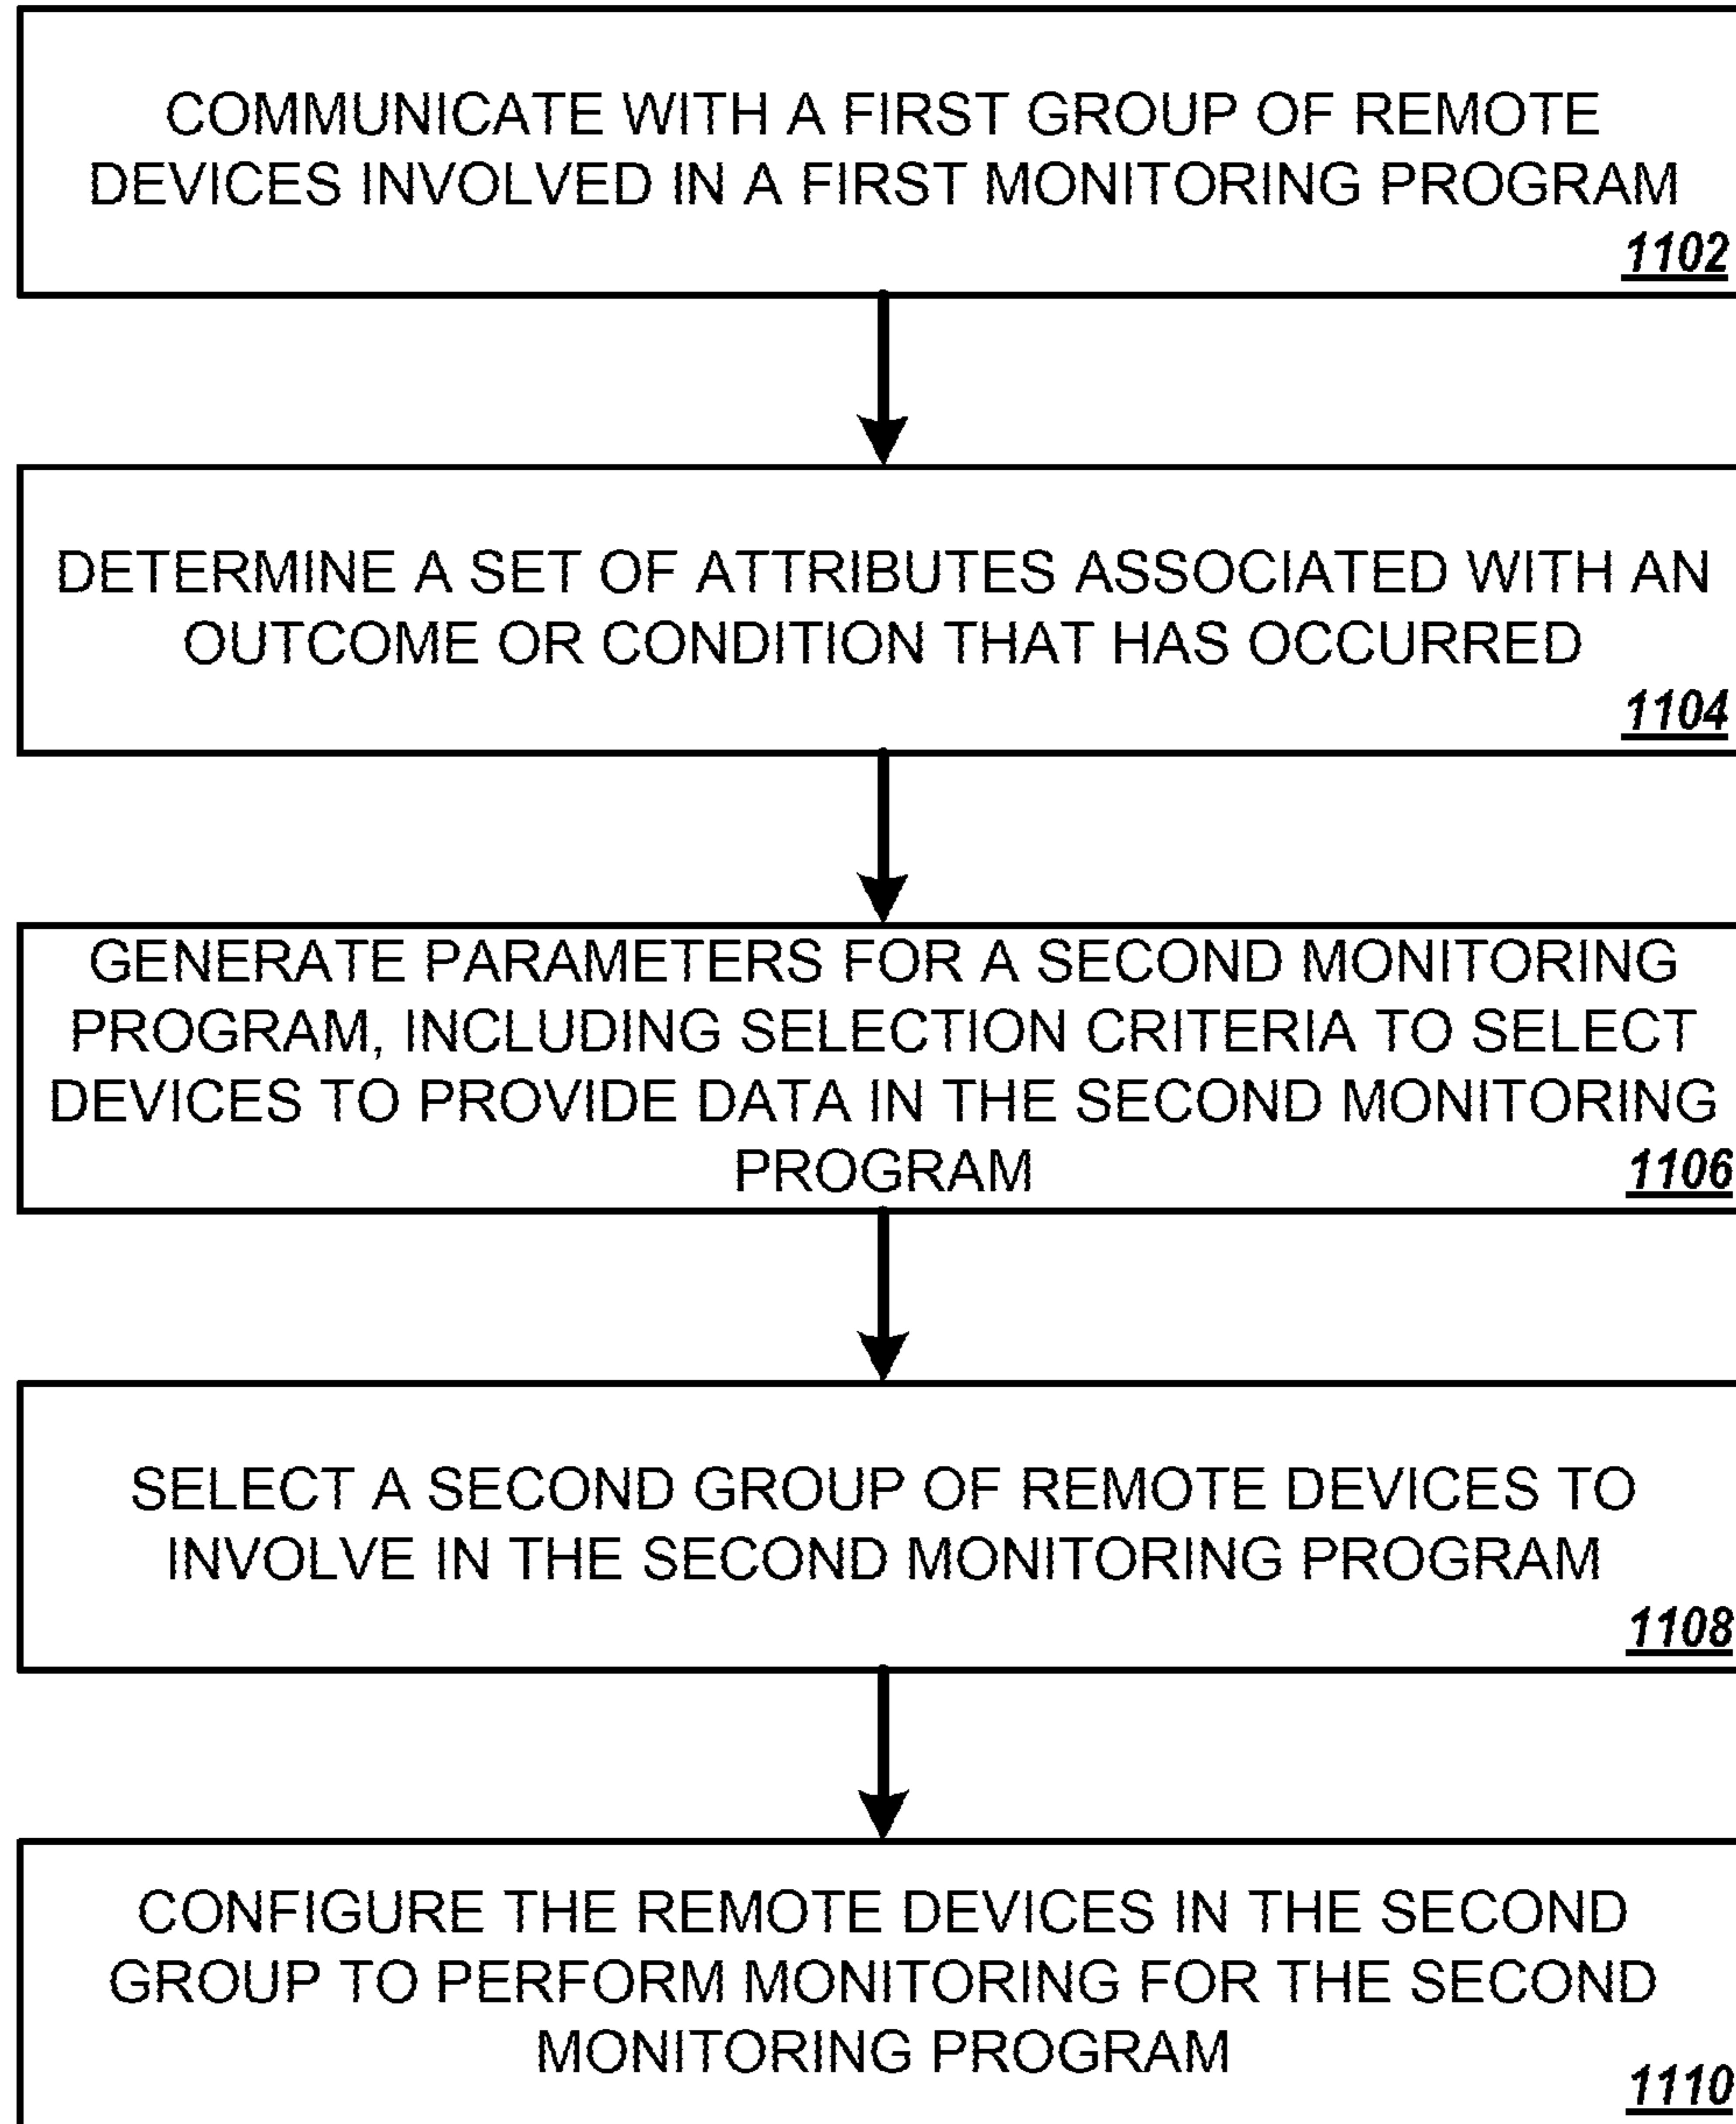 COMMUNICATE WITH A FIRST GROUP OF REMOTE
DEVICES INVOLVED IN A FIRST MONITORING PROGRAM
1102
DETERMINE A SET OF ATTRIBUTES ASSOCIATED WITH AN
OUTCOME OR CONDITION THAT HAS OCCURRED
1104
GENERATE PARAMETERS FOR A SECOND MONITORING
PROGRAM, INCLUDING SELECTION CRITERIA TO SELECT
DEVICES TO PROVIDE DATA IN THE SECOND MONITORING
PROGRAM
1106
SELECT A SECOND GROUP OF REMOTE DEVICES TO
INVOLVE IN THE SECOND MONITORING PROGRAM
1108
CONFIGURE THE REMOTE DEVICES IN THE SECOND
GROUP TO PERFORM MONITORING FOR THE SECOND
MONITORING PROGRAM
1110